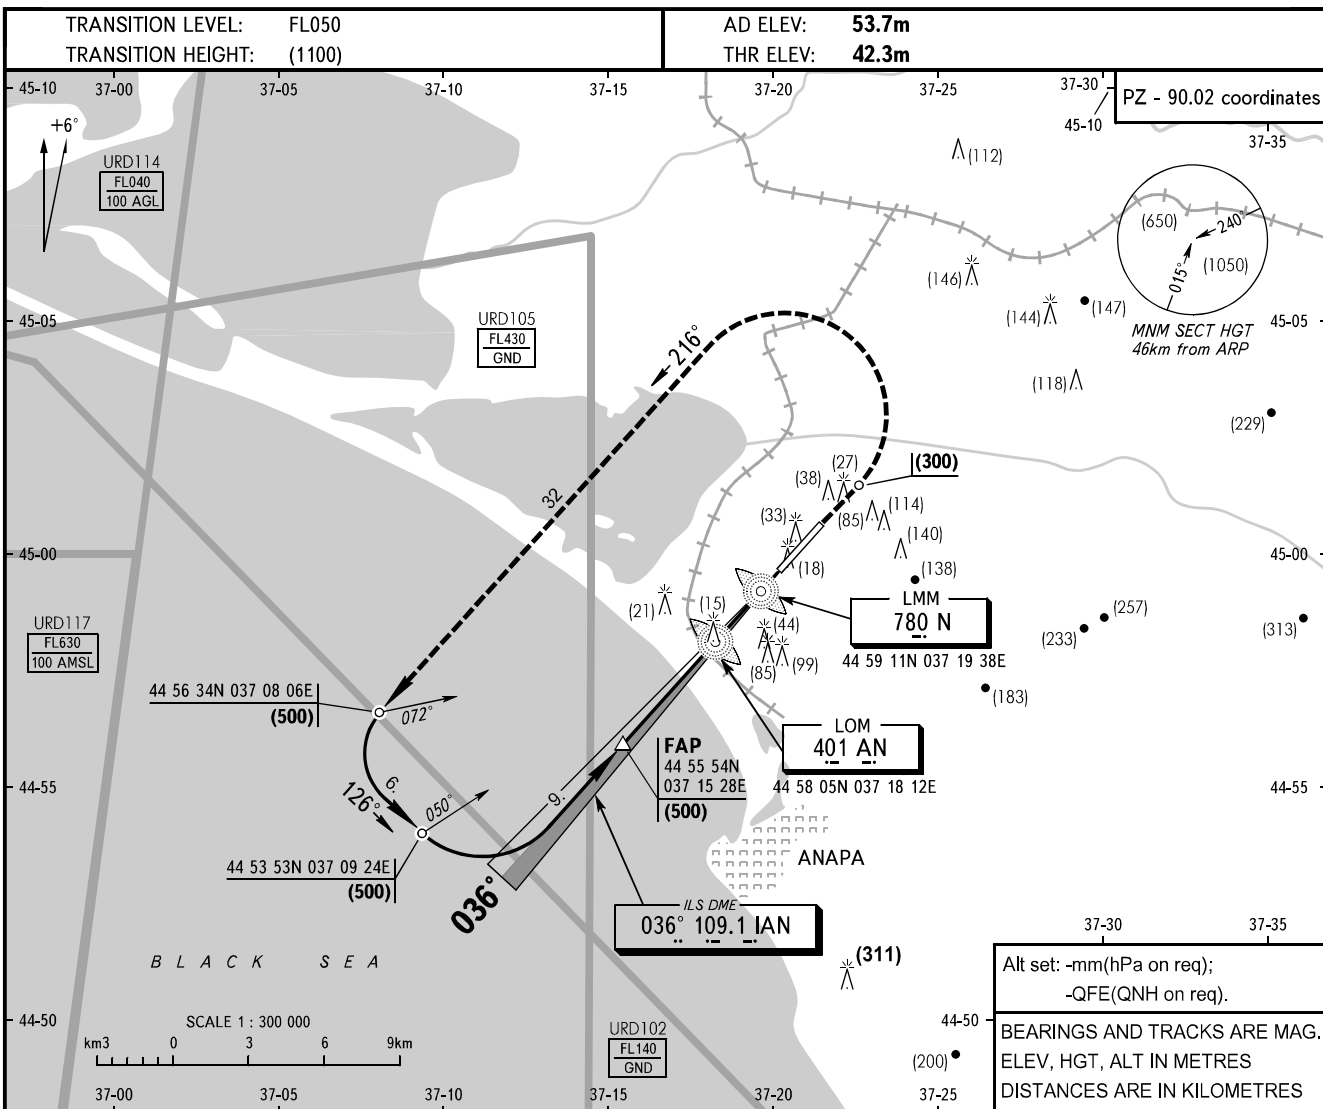 TRANSITION LEVEL: FL050
TRANSITION HEIGHT: (1100)
AD ELEV: 53.7m
THR ELEV: 42.3m
45-10 37-00 37-05 37-10 37-15 37-20 37-25 37-30
45-10
PZ - 90.02 coordinates
37-35
+6°
URD114
FL040
100 AGL
(112)
(650)
240°
015°
(1050)
MNM SECT HGT
46km from ARP
(146)
(144)
(147)
45-05
45-05
URD105
FL430
GND
216°
(118)
(229)
32
(300)
(27)
(38)
(33)
(85)
(114)
(140)
(18)
(138)
45-00
45-00
(21)
(15)
(44)
(85)
(99)
LMM
780 N
44 59 11N 037 19 38E
(257)
(233)
(313)
(183)
URD117
FL630
100 AMSL
44 56 34N 037 08 06E
(500)
072°
LOM
401 AN
44 58 05N 037 18 12E
FAP
44 55 54N
037 15 28E
(500)
9.
6.
126°
050°
44-55
44-55
44 53 53N 037 09 24E
(500)
036°
ANAPA
ILS DME
036° 109.1 IAN
37-30 37-35
(311)
BLACK SEA
Alt set: -mm(hPa on req);
-QFE(QNH on req).
44-50
44-50
SCALE 1 : 300 000
km3 0 3 6 9km
URD102
FL140
GND
(200)
BEARINGS AND TRACKS ARE MAG.
ELEV, HGT, ALT IN METRES
DISTANCES ARE IN KILOMETRES
37-00 37-05 37-10 37-15 37-20 37-25